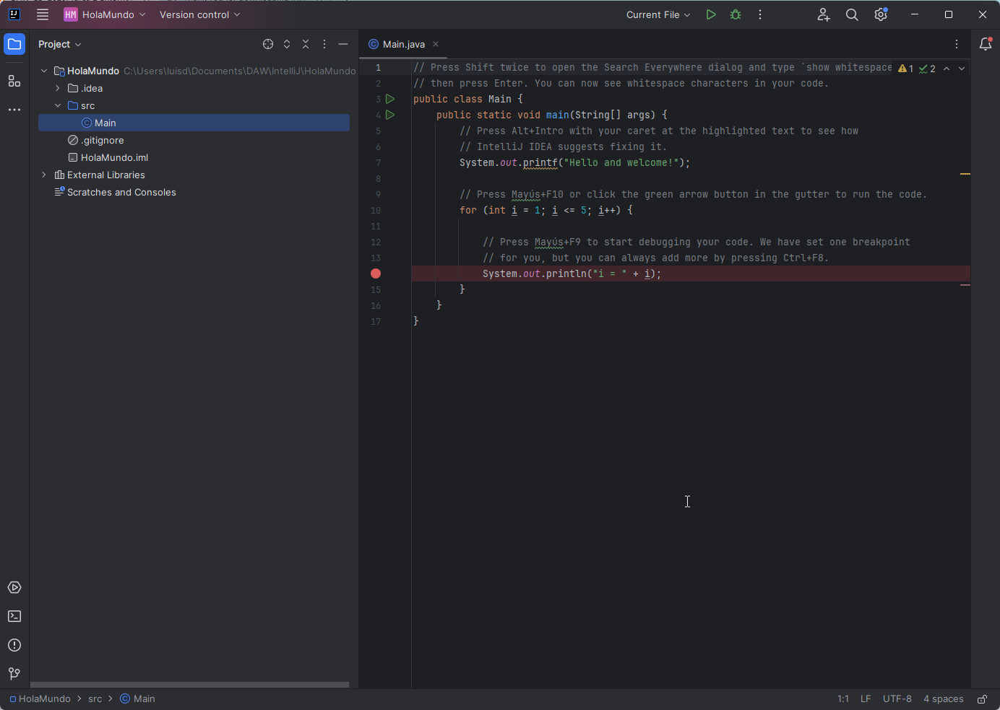 IJ HM HolaMundo Version control Current File
Project
Main.java
HolaMundo C:\Users\luisd\Documents\DAW\IntelliJ\HolaMundo
.idea
src
Main
.gitignore
HolaMundo.iml
External Libraries
Scratches and Consoles
1 // Press Shift twice to open the Search Everywhere dialog and type `show whitespace 1 2
2 // then press Enter. You can now see whitespace characters in your code.
3 public class Main {
4 public static void main(String[] args) {
5 // Press Alt+Intro with your caret at the highlighted text to see how
6 // IntelliJ IDEA suggests fixing it.
7 System.out.printf("Hello and welcome!");
8
9 // Press Mayús+F10 or click the green arrow button in the gutter to run the code.
10 for (int i = 1; i <= 5; i++) {
11
12 // Press Mayús+F9 to start debugging your code. We have set one breakpoint
13 // for you, but you can always add more by pressing Ctrl+F8.
System.out.println("i = " + i);
15 }
16 }
17 }
HolaMundo > src > Main
1:1 LF UTF-8 4 spaces